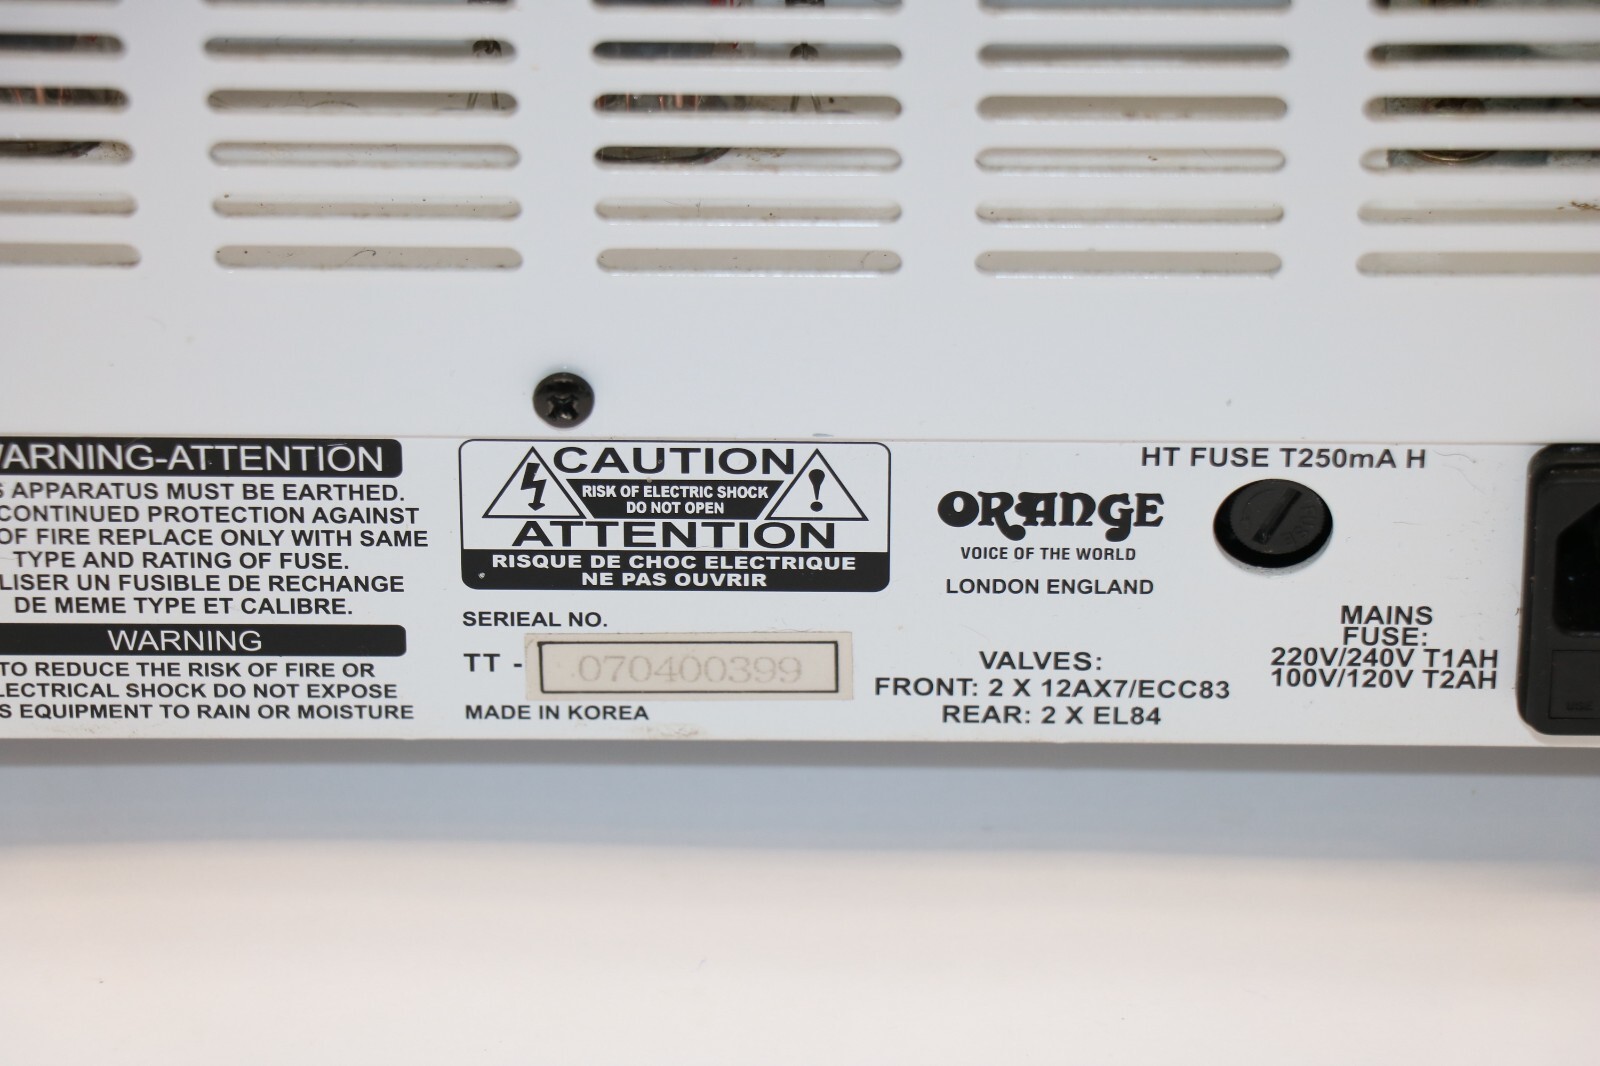 WARNING-ATTENTION
S APPARATUS MUST BE EARTHED.
CONTINUED PROTECTION AGAINST
OF FIRE REPLACE ONLY WITH SAME
TYPE AND RATING OF FUSE.
LISER UN FUSIBLE DE RECHANGE
DE MEME TYPE ET CALIBRE.
WARNING
TO REDUCE THE RISK OF FIRE OR
LECTRICAL SHOCK DO NOT EXPOSE
S EQUIPMENT TO RAIN OR MOISTURE
CAUTION
RISK OF ELECTRIC SHOCK
DO NOT OPEN
ATTENTION
RISQUE DE CHOC ELECTRIQUE
NE PAS OUVRIR
SERIEAL NO.
TT - 070400399
MADE IN KOREA
ORANGE
VOICE OF THE WORLD
LONDON ENGLAND
VALVES:
FRONT: 2 X 12AX7/ECC83
REAR: 2 X EL84
HT FUSE T250mA H
FUSE
MAINS
FUSE:
220V/240V T1AH
100V/120V T2AH